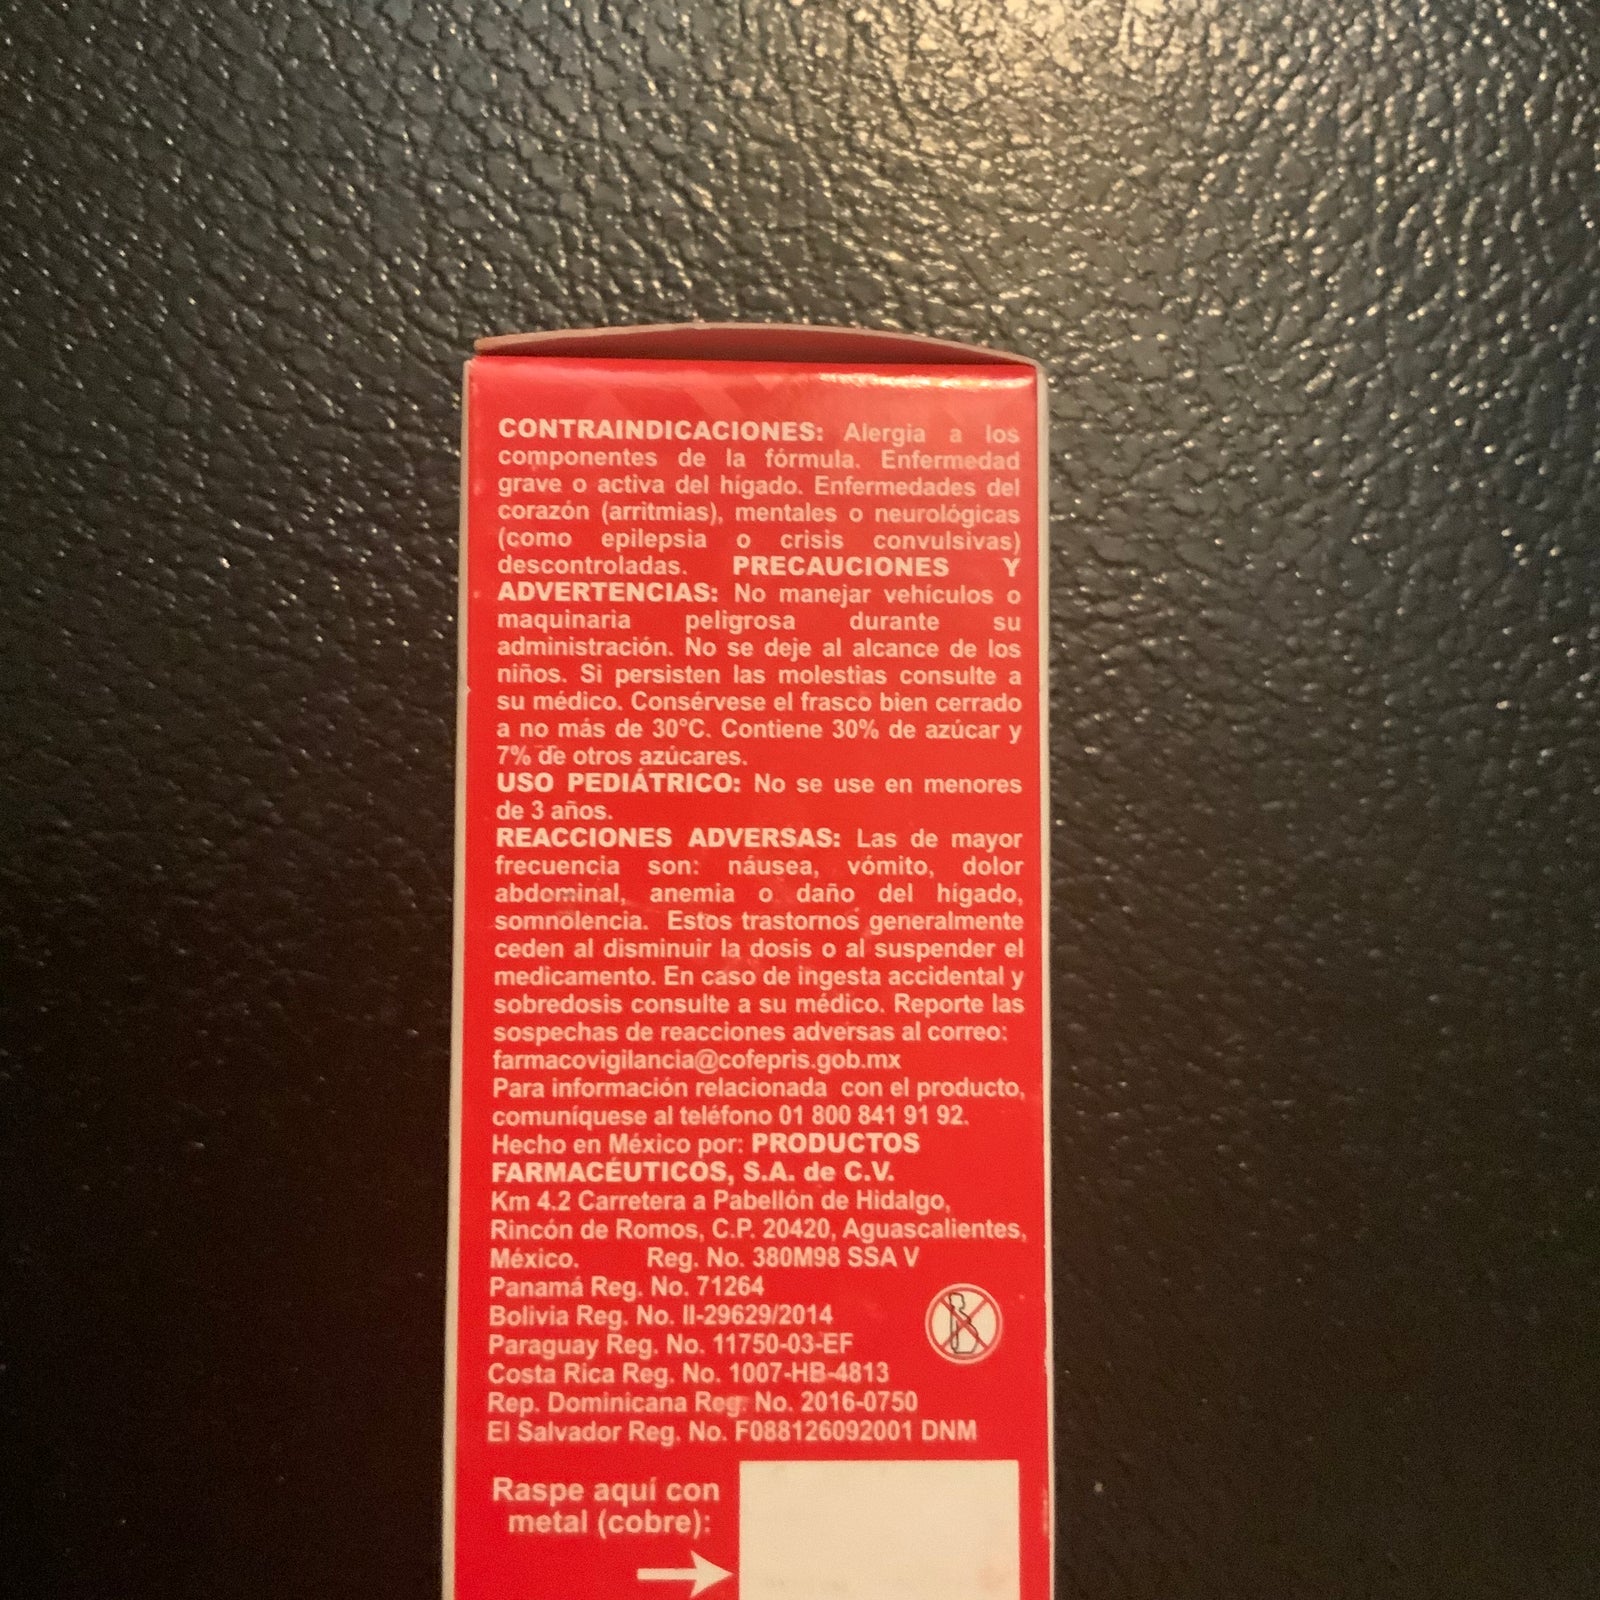 CONTRAINDICACIONES: Alergia a los
componentes de la fórmula. Enfermedad
grave o activa del hígado. Enfermedades del
corazón (arritmias), mentales o neurológicas
(como epilepsia o crisis convulsivas)
descontroladas. PRECAUCIONES Y
ADVERTENCIAS: No manejar vehículos o
maquinaria peligrosa durante su
administración. No se deje al alcance de los
niños. Si persisten las molestias consulte a
su médico. Consérvese el frasco bien cerrado
a no más de 30°C. Contiene 30% de azúcar y
7% de otros azúcares.
USO PEDIÁTRICO: No se use en menores
de 3 años.
REACCIONES ADVERSAS: Las de mayor
frecuencia son: náusea, vómito, dolor
abdominal, anemia o daño del hígado,
somnolencia. Estos trastornos generalmente
ceden al disminuir la dosis o al suspender el
medicamento. En caso de ingesta accidental y
sobredosis consulte a su médico. Reporte las
sospechas de reacciones adversas al correo:
farmacovigilancia@cofepris.gob.mx
Para información relacionada con el producto,
comuníquese al teléfono 01 800 841 91 92.
Hecho en México por: PRODUCTOS
FARMACÉUTICOS, S.A. de C.V.
Km 4.2 Carretera a Pabellón de Hidalgo,
Rincón de Romos, C.P. 20420, Aguascalientes,
México. Reg. No. 380M98 SSA V
Panamá Reg. No. 71264
Bolivia Reg. No. II-29629/2014
Paraguay Reg. No. 11750-03-EF
Costa Rica Reg. No. 1007-HB-4813
Rep. Dominicana Reg. No. 2016-0750
El Salvador Reg. No. F088126092001 DNM
Raspe aquí con
metal (cobre):